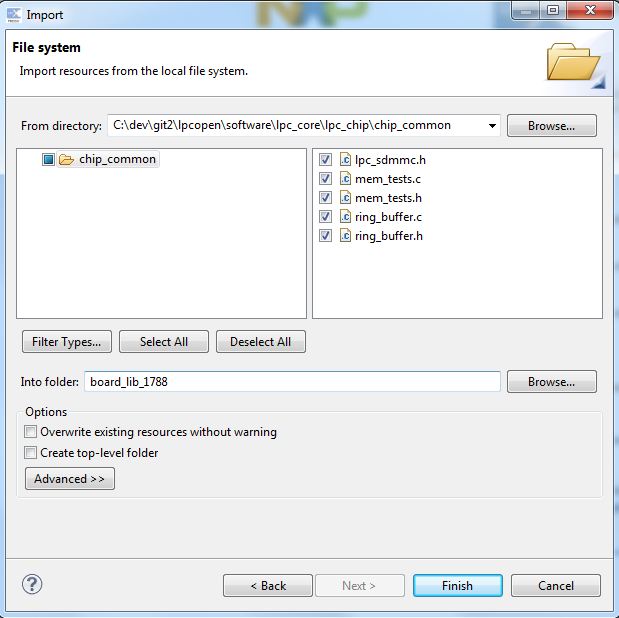 Import
File system
Import resources from the local file system.
From directory: C:\dev\git2\lpcopen\software\lpc_core\lpc_chip\chip_common Browse...
chip_common
lpc_sdmmc.h
mem_tests.c
mem_tests.h
ring_buffer.c
ring_buffer.h
Filter Types... Select All Deselect All
Into folder: board_lib_1788 Browse...
Options
Overwrite existing resources without warning
Create top-level folder
Advanced >>
? < Back Next > Finish Cancel